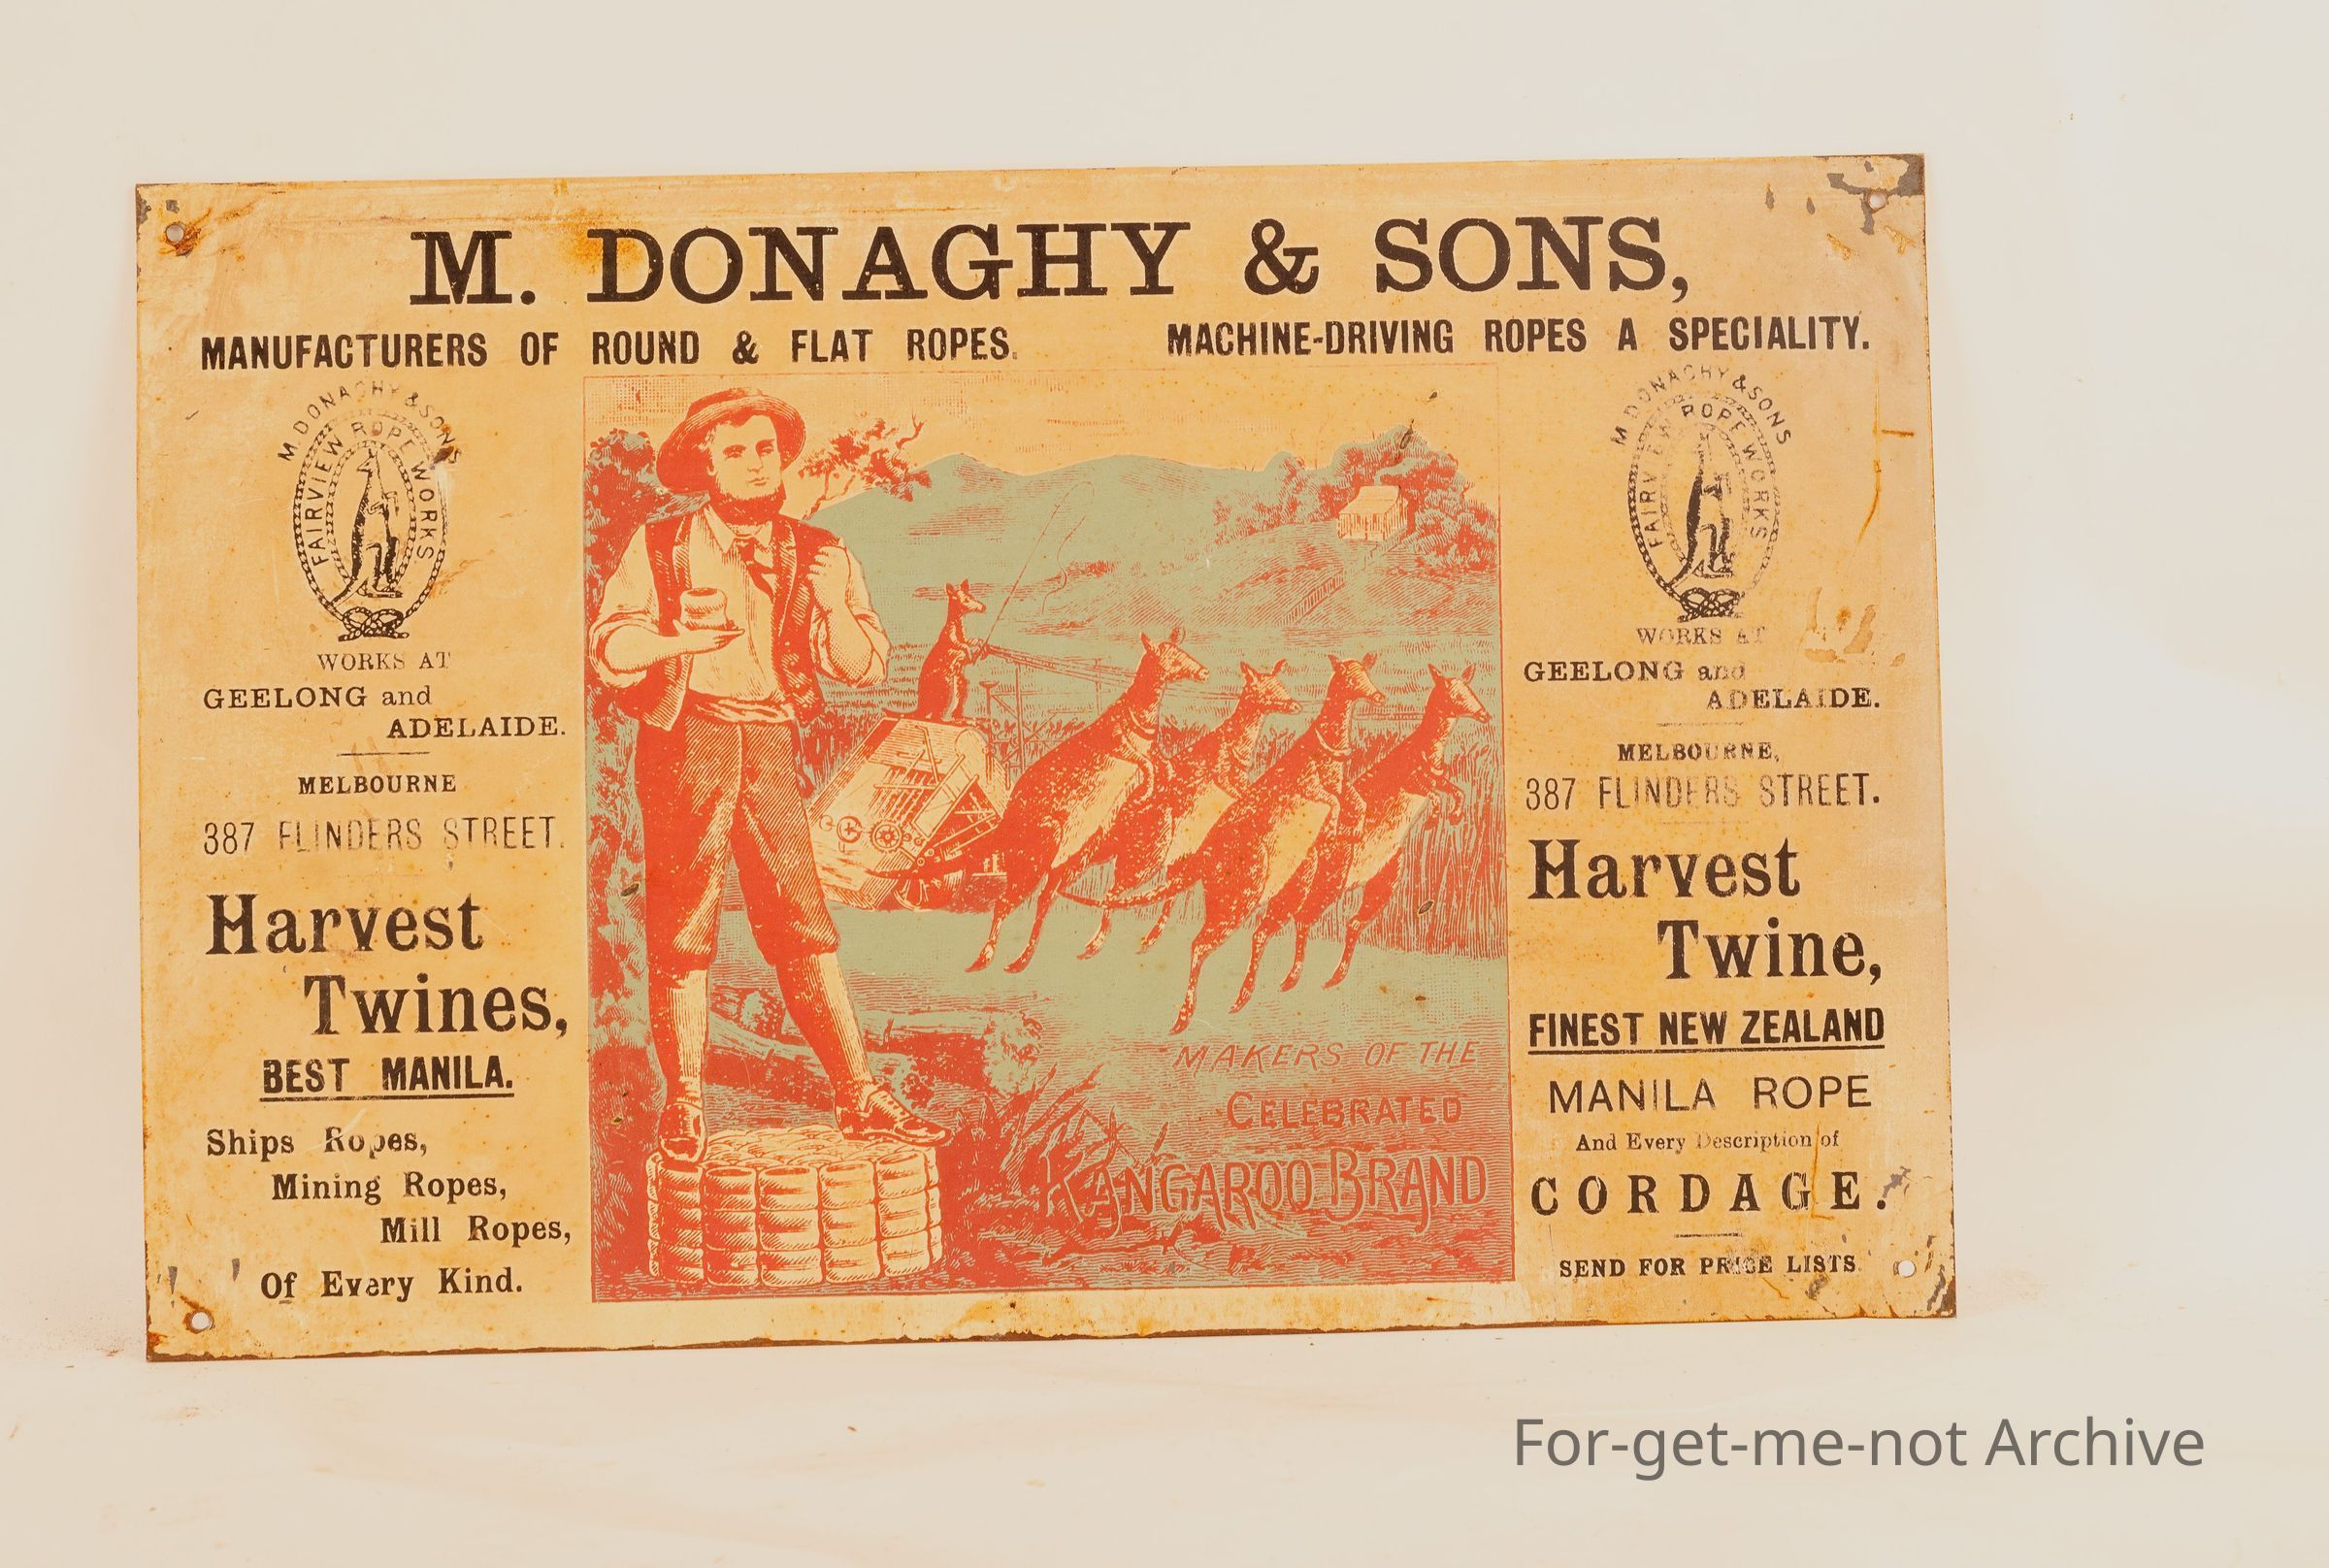 M. DONAGHY & SONS,
MANUFACTURERS OF ROUND & FLAT ROPES. MACHINE-DRIVING ROPES A SPECIALITY.
M DONAGHY & SONS
FAIRVIEW ROPE WORKS
WORKS AT
GEELONG and
ADELAIDE.
MELBOURNE
387 FLINDERS STREET.
Harvest
Twines,
BEST MANILA.
Ships Ropes,
Mining Ropes,
Mill Ropes,
Of Every Kind.
MAKERS OF THE
CELEBRATED
KANGAROO BRAND
M DONAGHY & SONS
FAIRVIEW ROPE WORKS
WORKS AT
GEELONG and
ADELAIDE.
MELBOURNE,
387 FLINDERS STREET.
Harvest
Twine,
FINEST NEW ZEALAND
MANILA ROPE
And Every Description of
CORDAGE.
SEND FOR PRICE LISTS.
For-get-me-not Archive